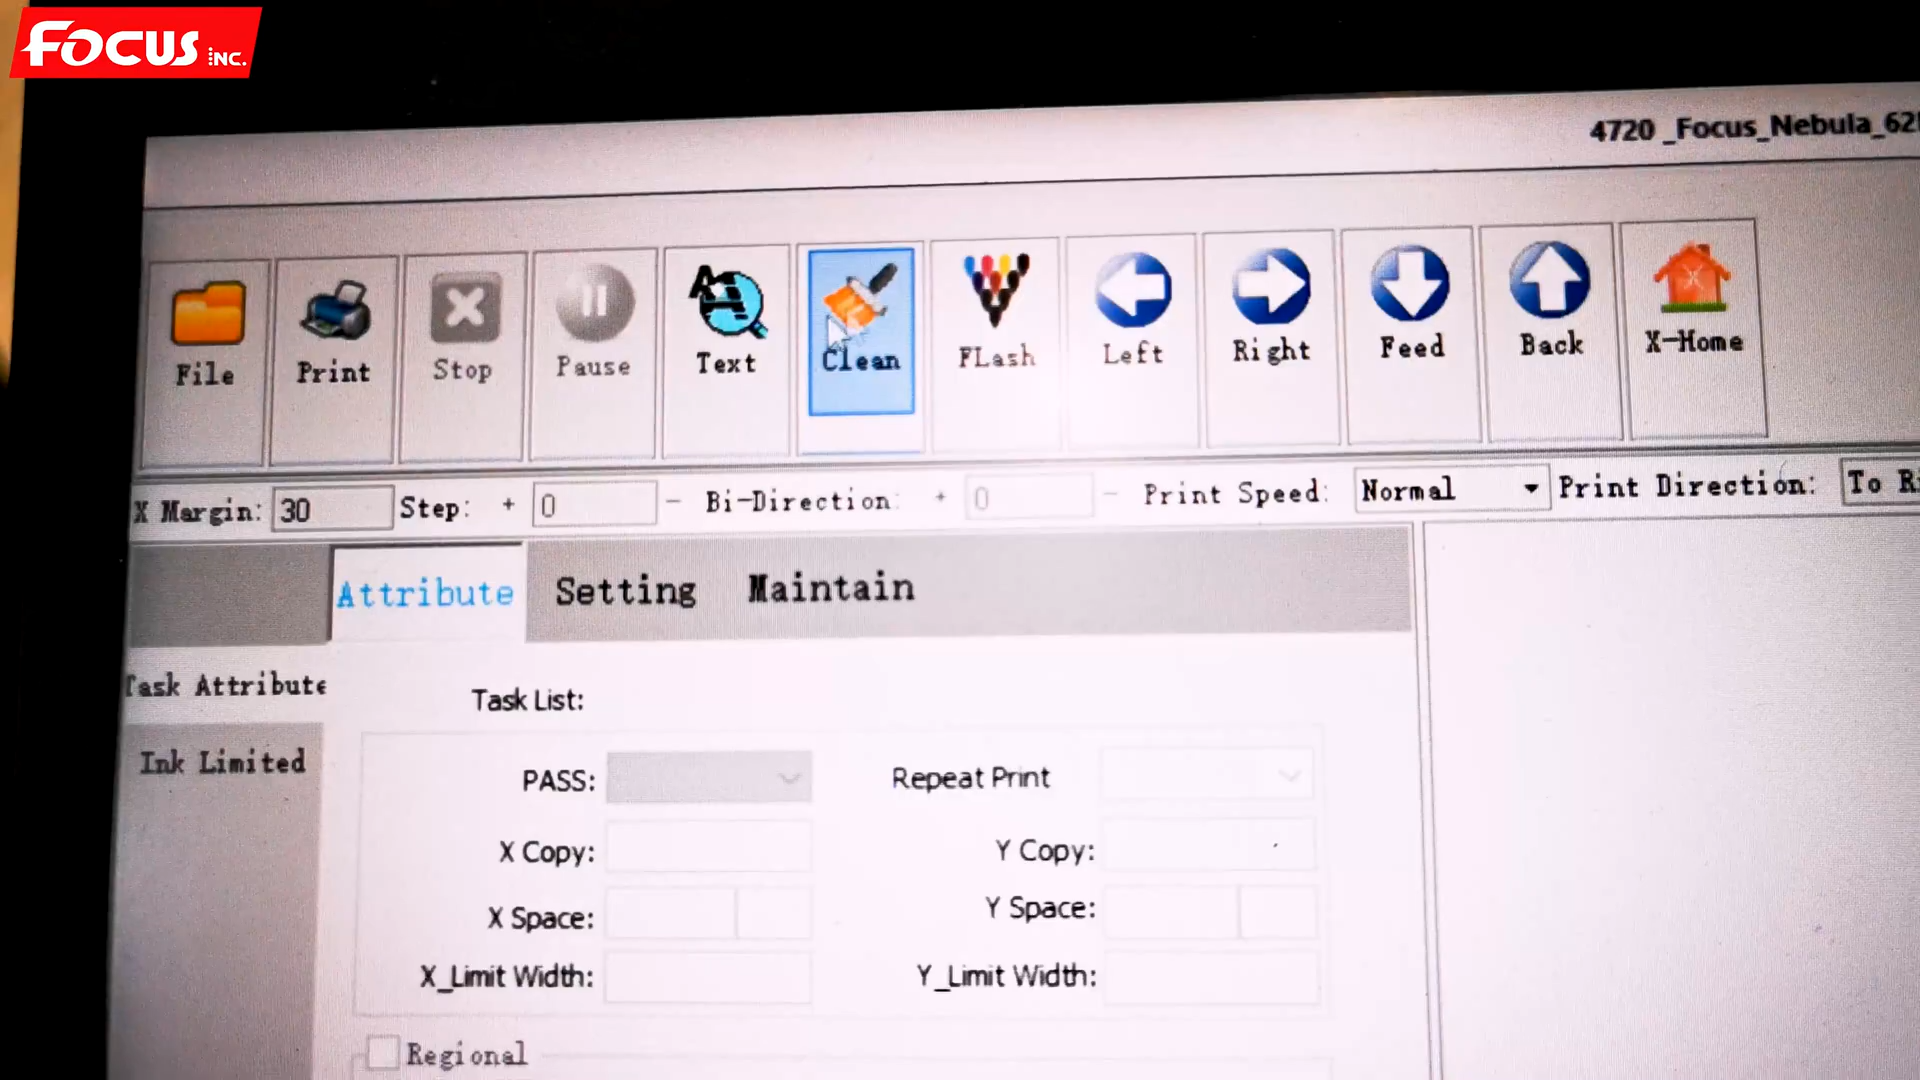 FOCUS INC.
4720 _Focus_Nebula_62
File Print Stop Pause Text Clean FLash Left Right Feed Back X-Home
X Margin: 30 Step: + 0 - Bi-Direction: + 0 - Print Speed: Normal Print Direction: To Ri
Attribute Setting Maintain
Task Attribute
Task List:
Ink Limited
PASS: Repeat Print
X Copy: Y Copy:
X Space: Y Space:
X_Limit Width: Y_Limit Width:
Regional